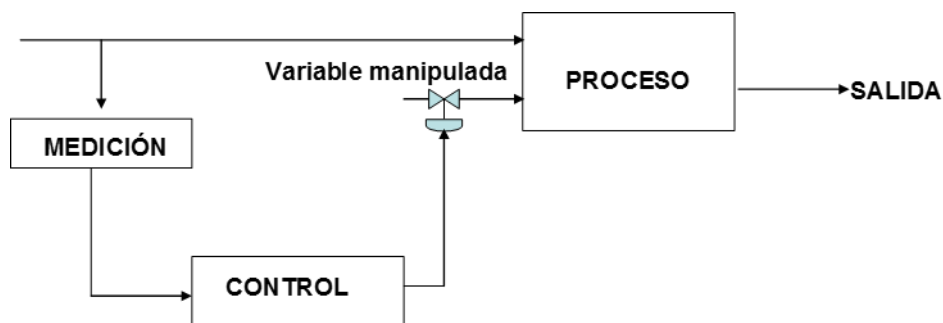 Variable manipulada
PROCESO
SALIDA
MEDICIÓN
CONTROL